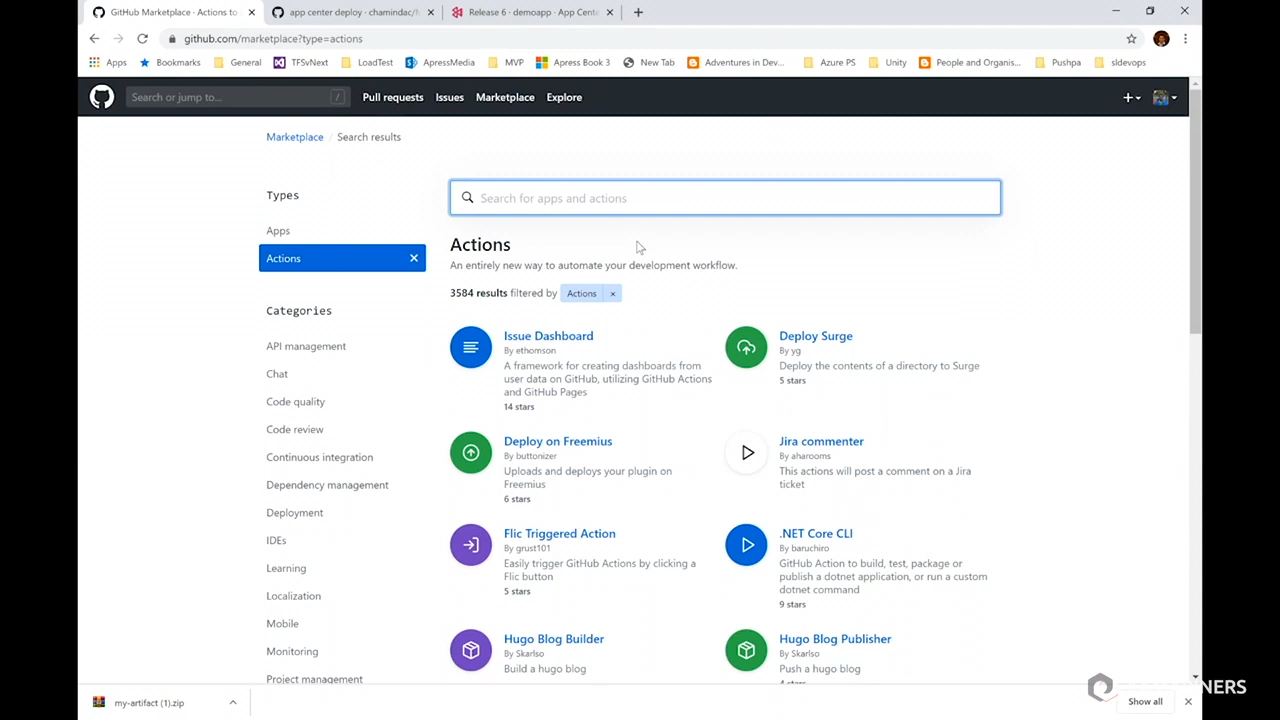 GitHub Marketplace · Actions to
app center deploy · chamindac/
Release 6 · demoapp · App Cent
github.com/marketplace?type=actions
Apps
Bookmarks
General
TFSvNext
LoadTest
ApressMedia
MVP
Apress Book 3
New Tab
Adventures in Dev...
Azure PS
Unity
People and Organis...
Pushpa
sldevops
Search or jump to...
/
Pull requests
Issues
Marketplace
Explore
Marketplace / Search results
Types
Apps
Actions
Categories
API management
Chat
Code quality
Code review
Continuous integration
Dependency management
Deployment
IDEs
Learning
Localization
Mobile
Monitoring
Project management
Search for apps and actions
Actions
An entirely new way to automate your development workflow.
3584 results filtered by Actions ×
Issue Dashboard
By ethomson
A framework for creating dashboards from
user data on GitHub, utilizing GitHub Actions
and GitHub Pages
14 stars
Deploy Surge
By yg
Deploy the contents of a directory to Surge
5 stars
Deploy on Freemius
By buttonizer
Uploads and deploys your plugin on
Freemius
6 stars
Jira commenter
By aharooms
This actions will post a comment on a Jira
ticket
Flic Triggered Action
By grust101
Easily trigger GitHub Actions by clicking a
Flic button
5 stars
.NET Core CLI
By baruchiro
GitHub Action to build, test, package or
publish a dotnet application, or run a custom
dotnet command
9 stars
Hugo Blog Builder
By Skarlso
Build a hugo blog
Hugo Blog Publisher
By Skarlso
Push a hugo blog
4 stars
my-artifact (1).zip
Show all